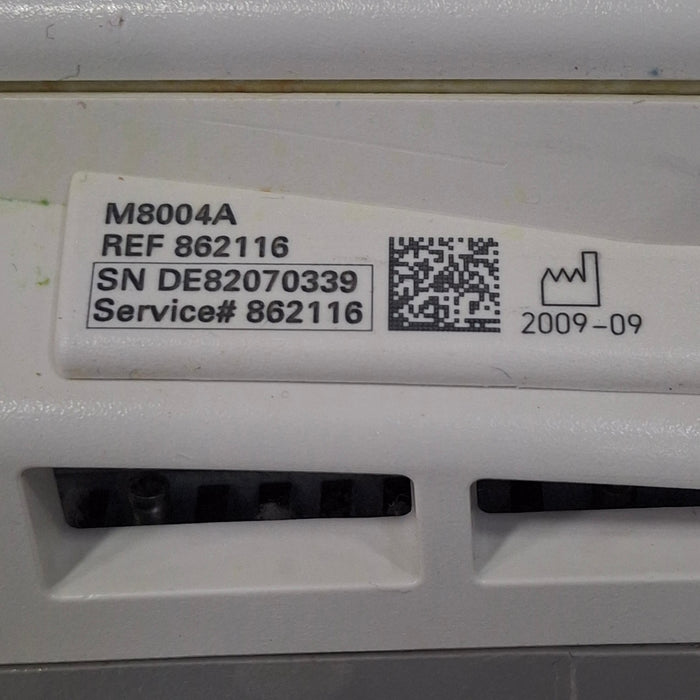 M8004A
REF 862116
SN DE82070339
Service# 862116
2009-09